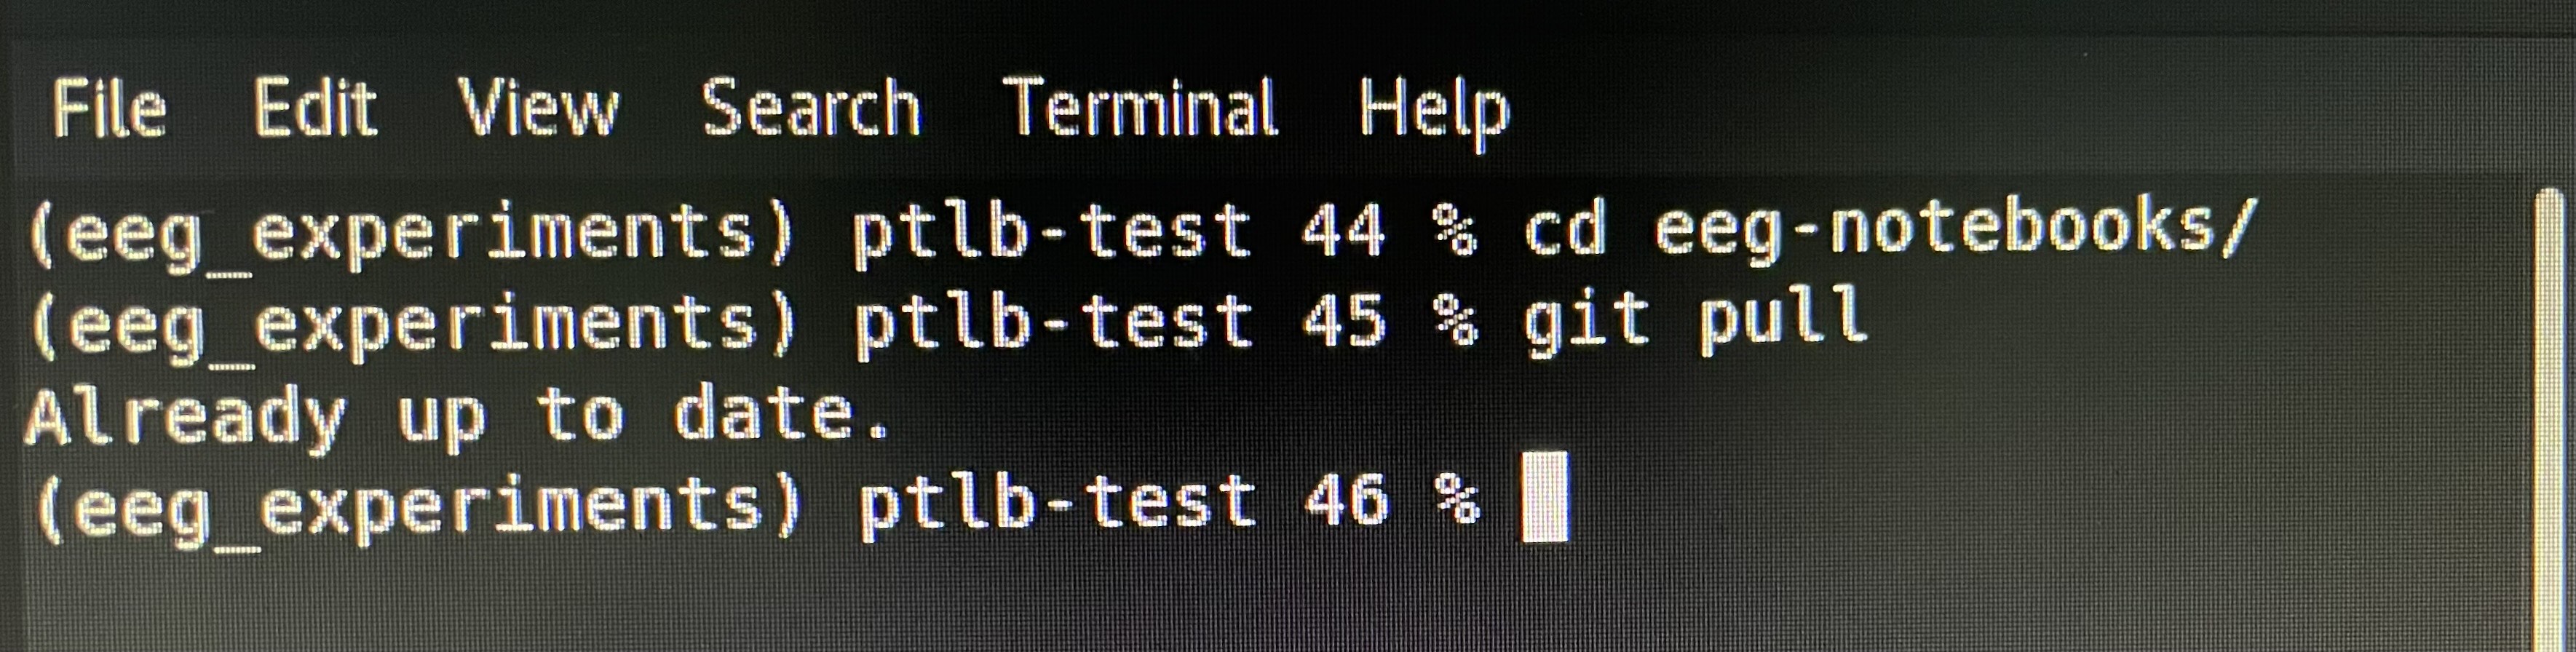 File Edit View Search Terminal Help
(eeg_experiments) ptlb-test 44 % cd eeg-notebooks/
(eeg_experiments) ptlb-test 45 % git pull
Already up to date.
(eeg_experiments) ptlb-test 46 %